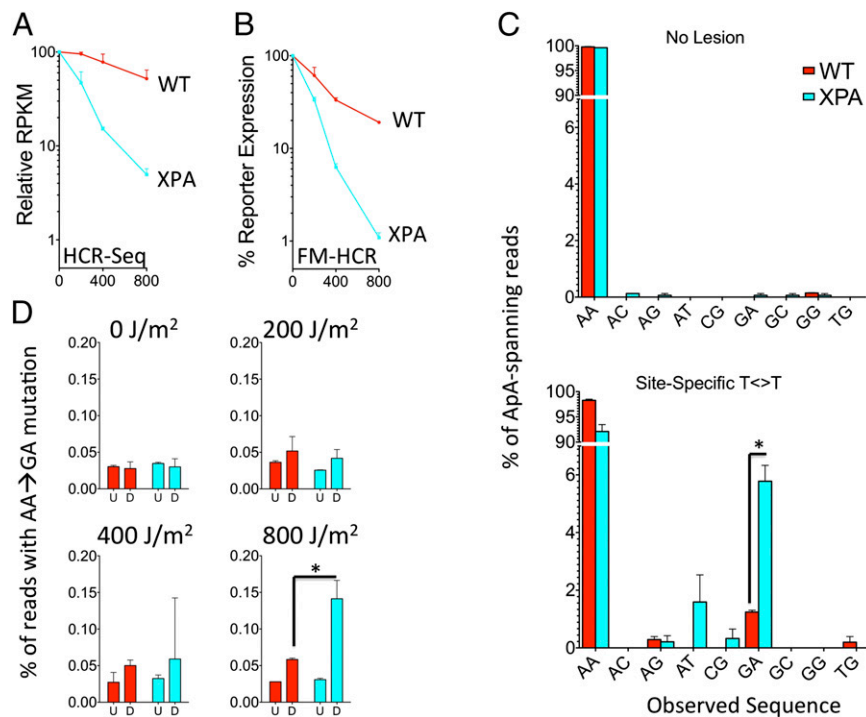 A
100
10
1
Relative RPKM
WT
XPA
HCR-Seq
0 400 800
B
100
10
1
% Reporter Expression
WT
XPA
FM-HCR
0 400 800
C
No Lesion
WT
XPA
100
95
90
6
4
2
0
AA AC AG AT CG GA GC GG TG
% of ApA-spanning reads
Site-Specific T<>T
100
95
90
6
4
2
0
*
AA AC AG AT CG GA GC GG TG
Observed Sequence
D
% of reads with AA→GA mutation
0 J/m²
0.20
0.15
0.10
0.05
0.00
U D U D
200 J/m²
0.20
0.15
0.10
0.05
0.00
U D U D
400 J/m²
0.20
0.15
0.10
0.05
0.00
U D U D
800 J/m²
0.20
0.15
0.10
0.05
0.00
*
U D U D